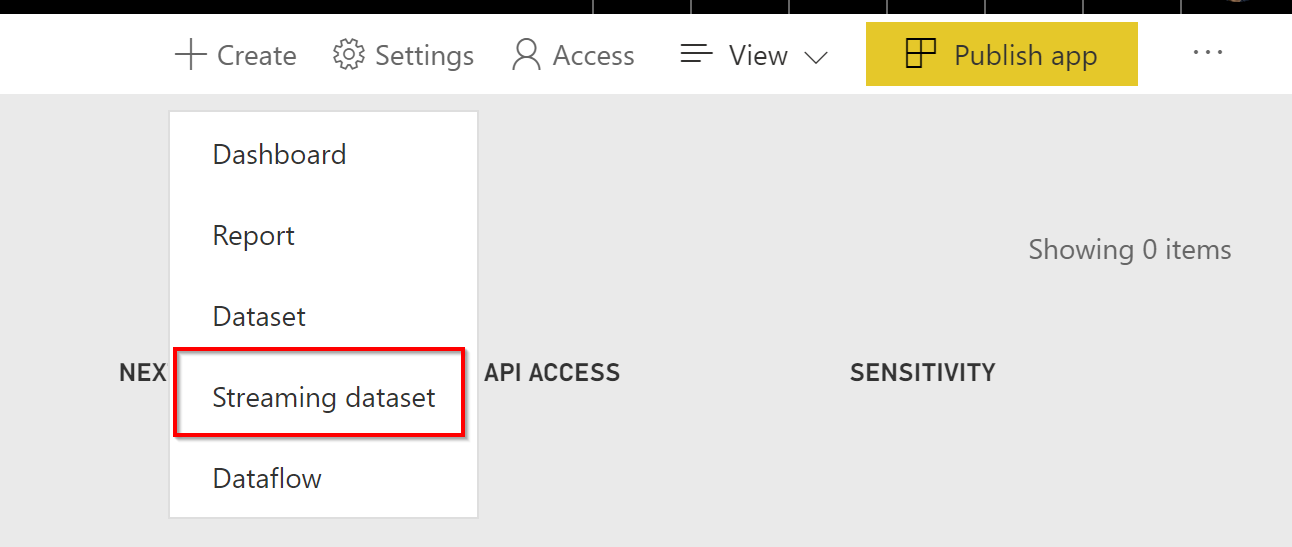 Create Settings Access View Publish app
Dashboard
Report
Showing 0 items
Dataset
NEX API ACCESS SENSITIVITY
Streaming dataset
Dataflow